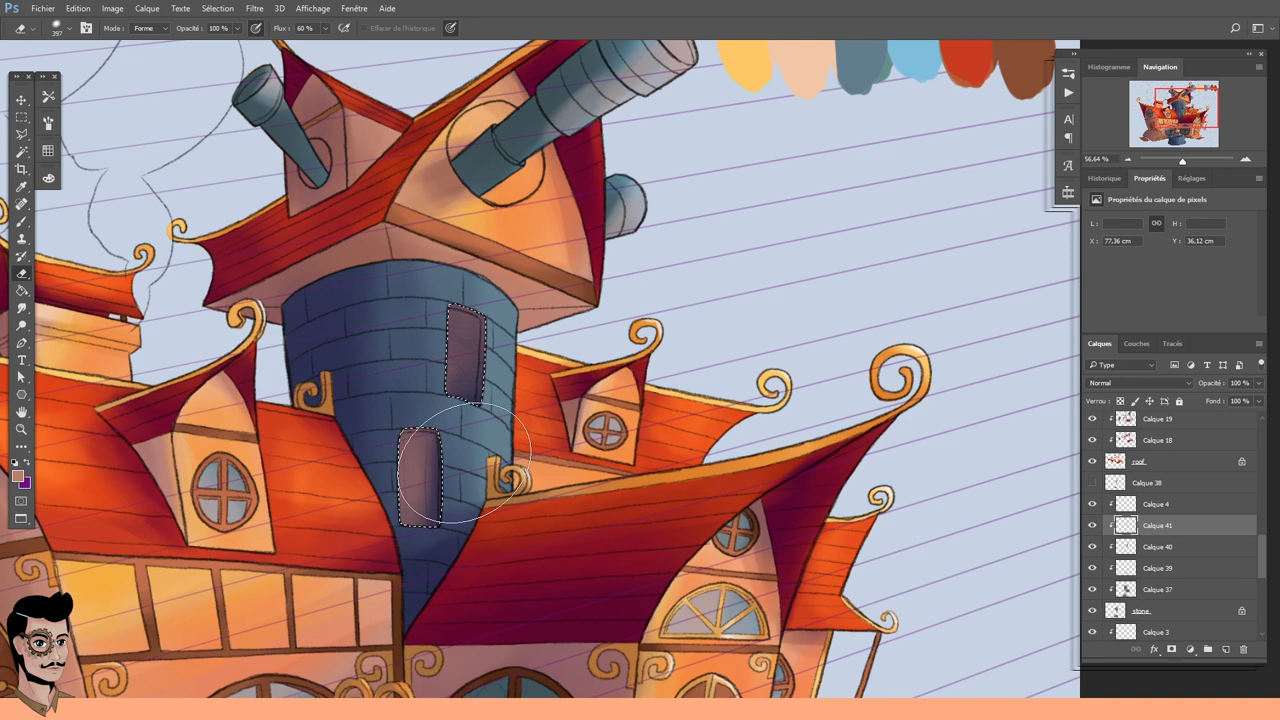 Ps Fichier Edition Image Calque Texte Sélection Filtre 3D Affichage Fenêtre Aide
397 Mode : Forme Opacité : 100 % Flux : 60 % Effacer de l'historique
Histogramme Navigation
56,64 %
Historique Propriétés Réglages
Propriétés du calque de pixels
L : H :
X : 77,36 cm Y : 36,12 cm
Calques Couches Tracés
Type
Normal Opacité : 100 %
Verrou : Fond : 100 %
Calque 19
Calque 18
roof
Calque 38
Calque 4
Calque 41
Calque 40
Calque 39
Calque 37
stone
Calque 3